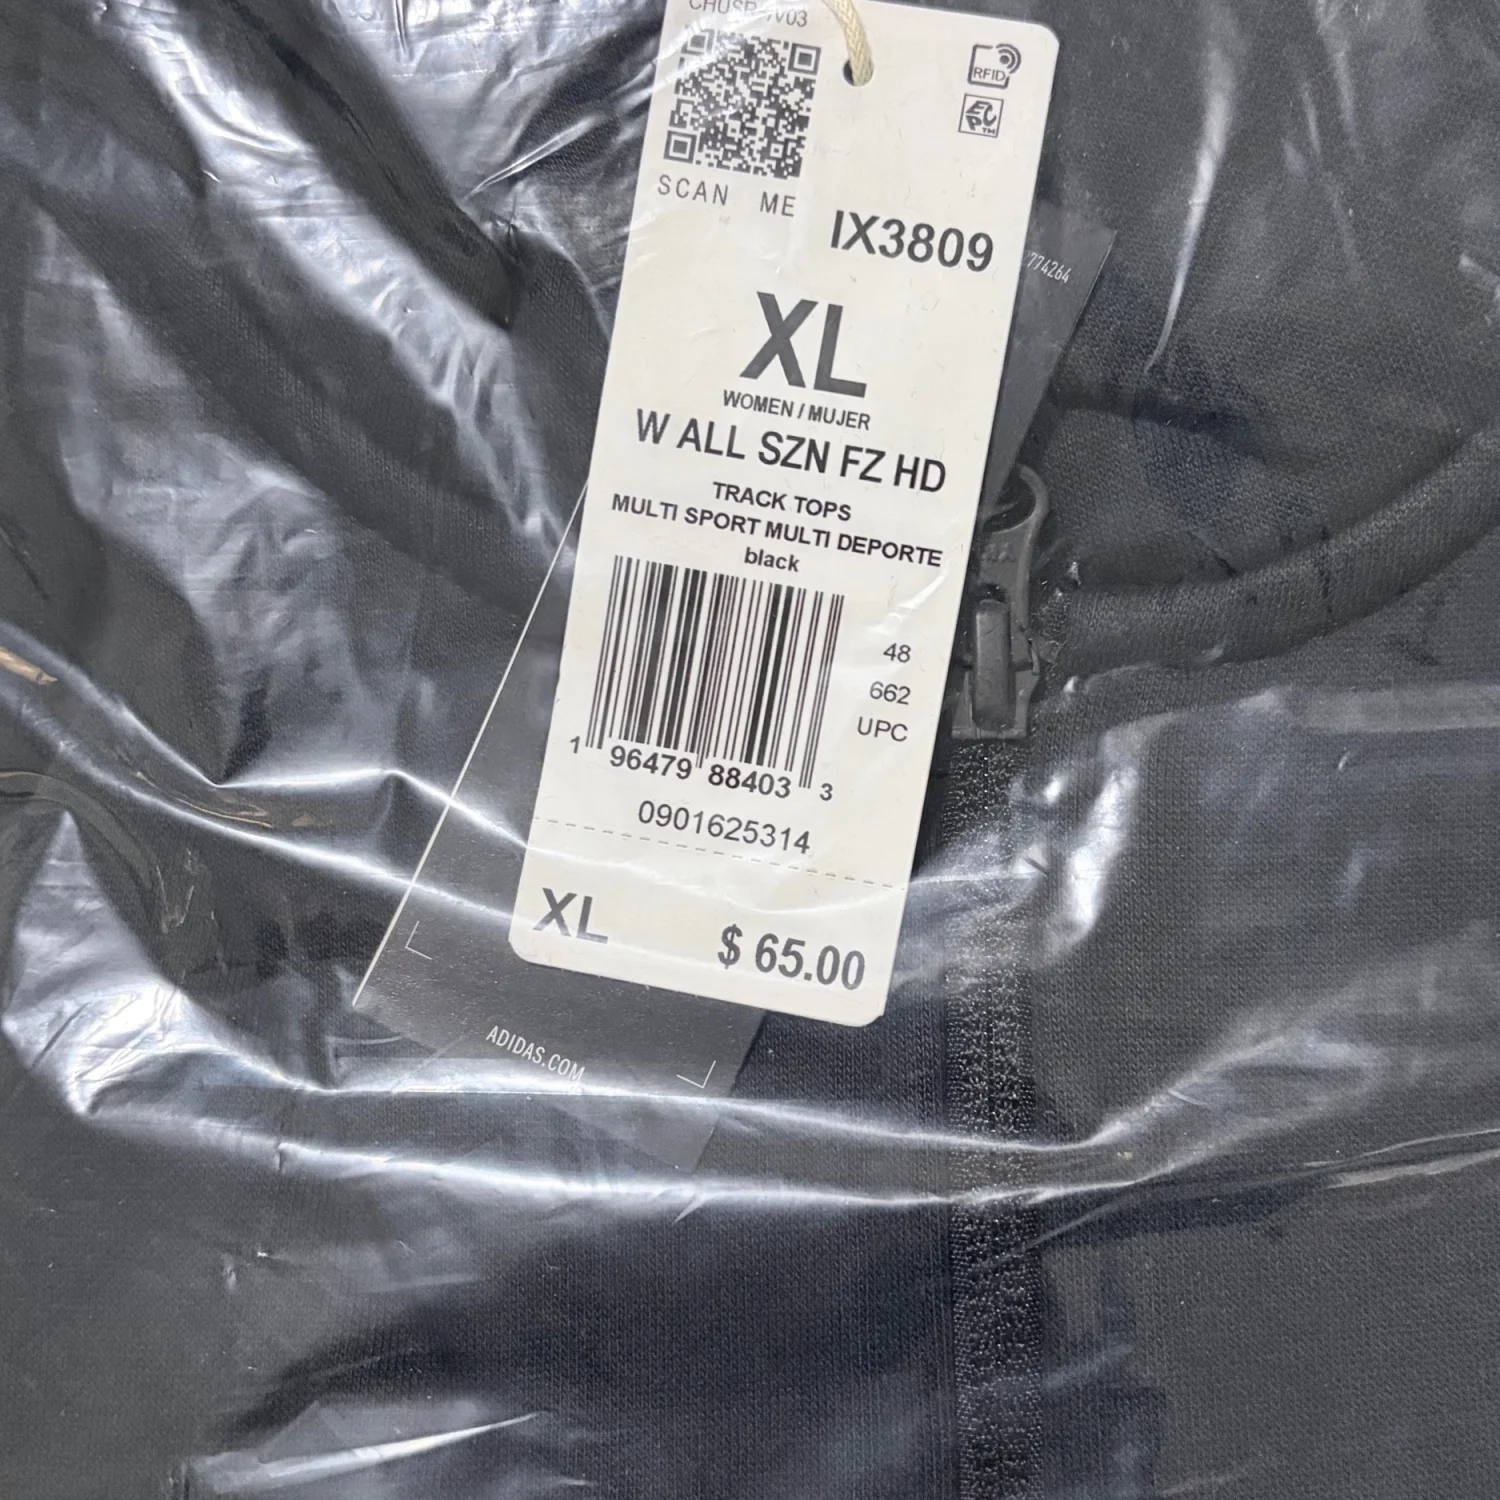 RFID
SCAN ME
IX3809
774264
XL
WOMEN / MUJER
W ALL SZN FZ HD
TRACK TOPS
MULTI SPORT MULTI DEPORTE
black
48
662
UPC
1 96479 88403 3
0901625314
XL
$ 65.00
ADIDAS.COM